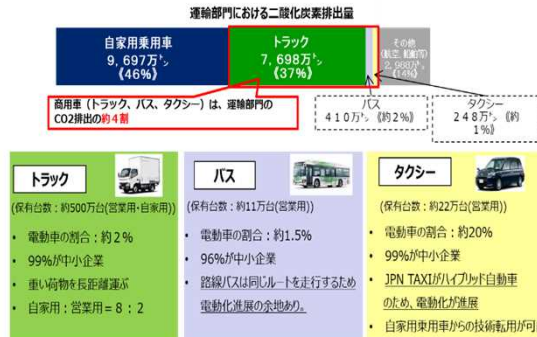 運輸部門における二酸化炭素排出量
自家用乗用車
9,697万㌧
《46%》
トラック
7,698万㌧
《37%》
その他
(航空、船舶等)
《14%》
商用車（トラック、バス、タクシー）は、運輸部門の
CO2排出の約４割
バス
410万㌧《約2%》
タクシー
248万㌧《約
1%》
トラック
(保有台数：約500万台(営業用・自家用))
• 電動車の割合：約２%
• 99%が中小企業
• 重い荷物を長距離運ぶ
• 自家用：営業用＝８：２
バス
(保有台数：約11万台(営業用))
• 電動車の割合：約1.5%
• 96%が中小企業
• 路線バスは同じルートを走行するため
電動化進展の余地あり。
タクシー
(保有台数：約22万台(営業用))
• 電動車の割合：約20%
• 99%が中小企業
• JPN TAXIがハイブリッド自動車
のため、電動化が進展
• 自家用乗用車からの技術転用が可